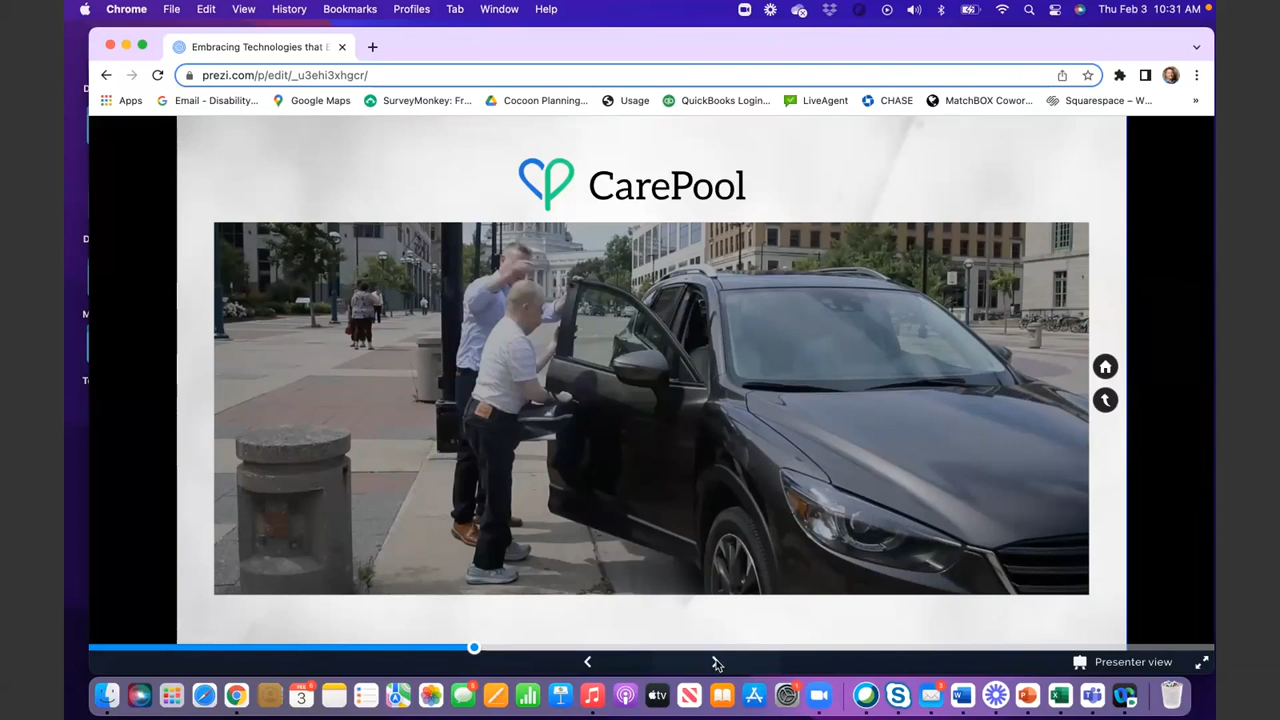 Chrome File Edit View History Bookmarks Profiles Tab Window Help Thu Feb 3 10:31 AM
Embracing Technologies that E
prezi.com/p/edit/_u3ehi3xhgcr/
Apps Email - Disability... Google Maps SurveyMonkey: Fr... Cocoon Planning... Usage QuickBooks Login... LiveAgent CHASE MatchBOX Cowor... Squarespace – W... »
CarePool
Presenter view